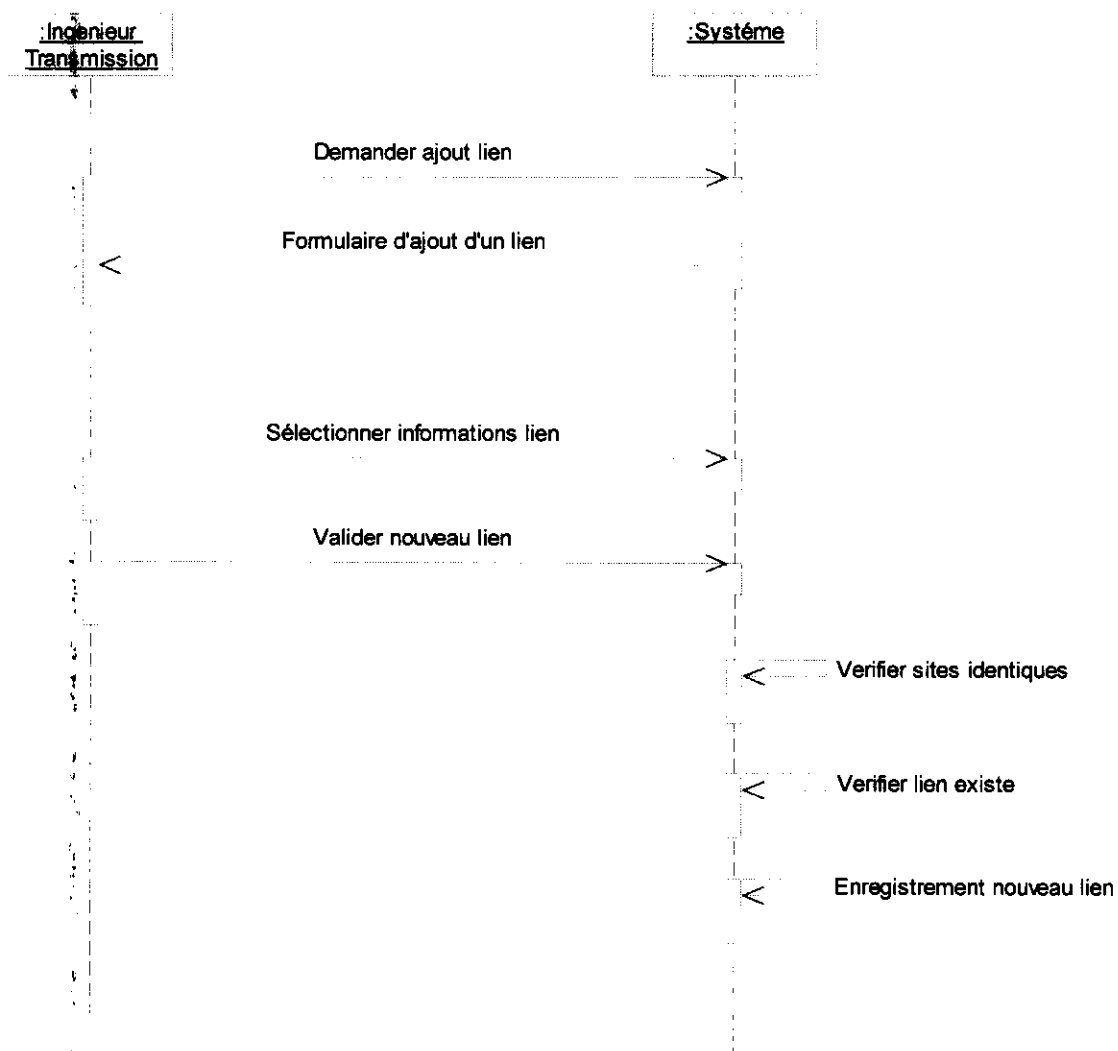 :Ingenieur
Transmission
:Systéme
Demander ajout lien
Formulaire d'ajout d'un lien
Sélectionner informations lien
Valider nouveau lien
Verifier sites identiques
Verifier lien existe
Enregistrement nouveau lien